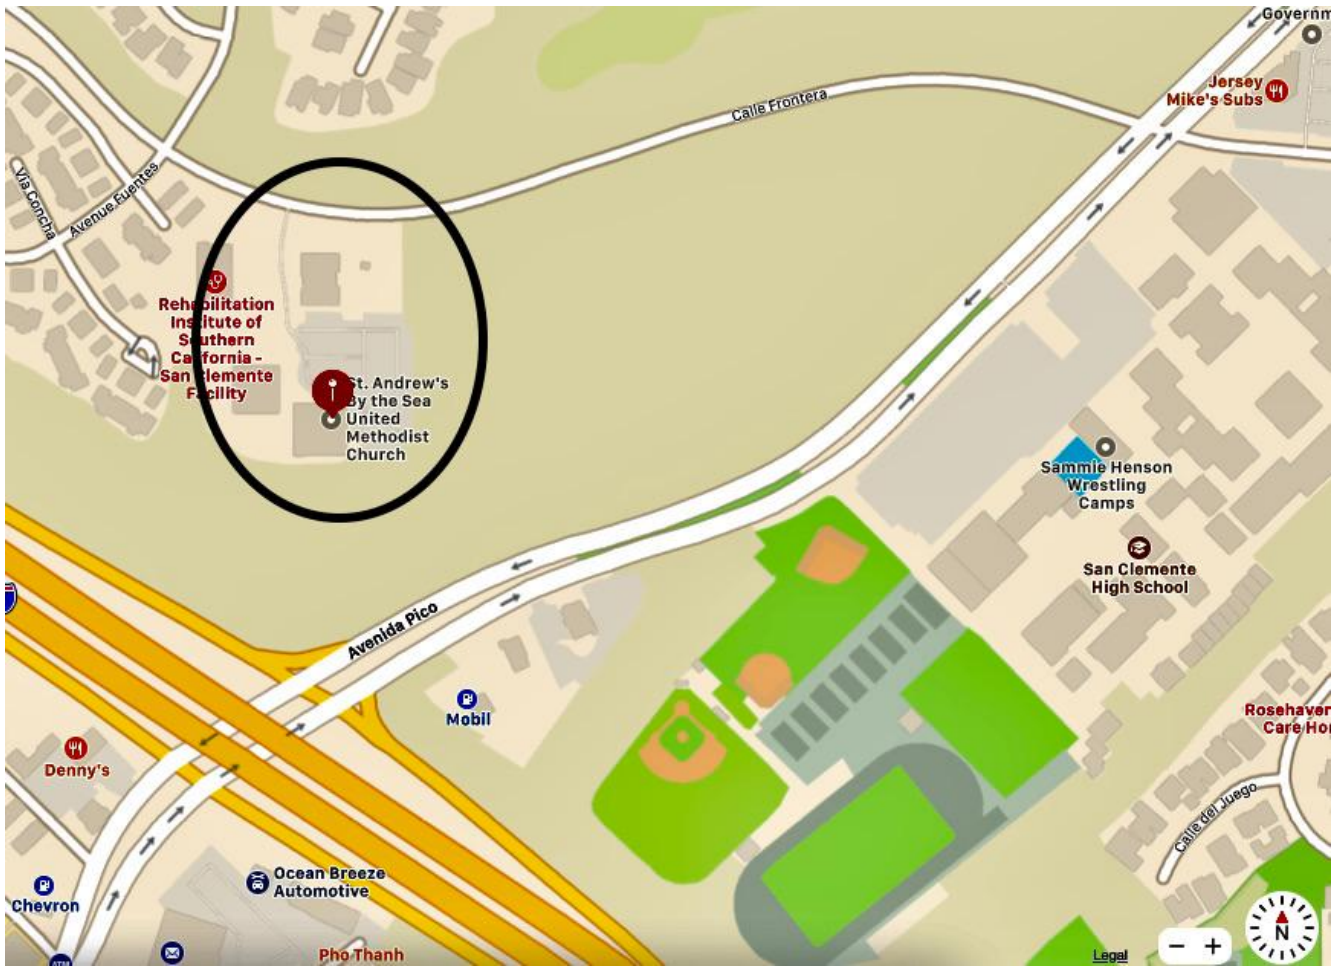 Governm
Jersey
Mike's Subs
Calle Frontera
Via Concha
Avenue Fuentes
Rehabilitation
Institute of
Southern
California -
San Clemente
Facility
St. Andrew's
By the Sea
United
Methodist
Church
Sammie Henson
Wrestling
Camps
San Clemente
High School
Avenida Pico
Mobil
Denny's
Rosehaven
Care Ho
Calle del Juego
Ocean Breeze
Automotive
Chevron
ATM
Pho Thanh
Legal
− +
N